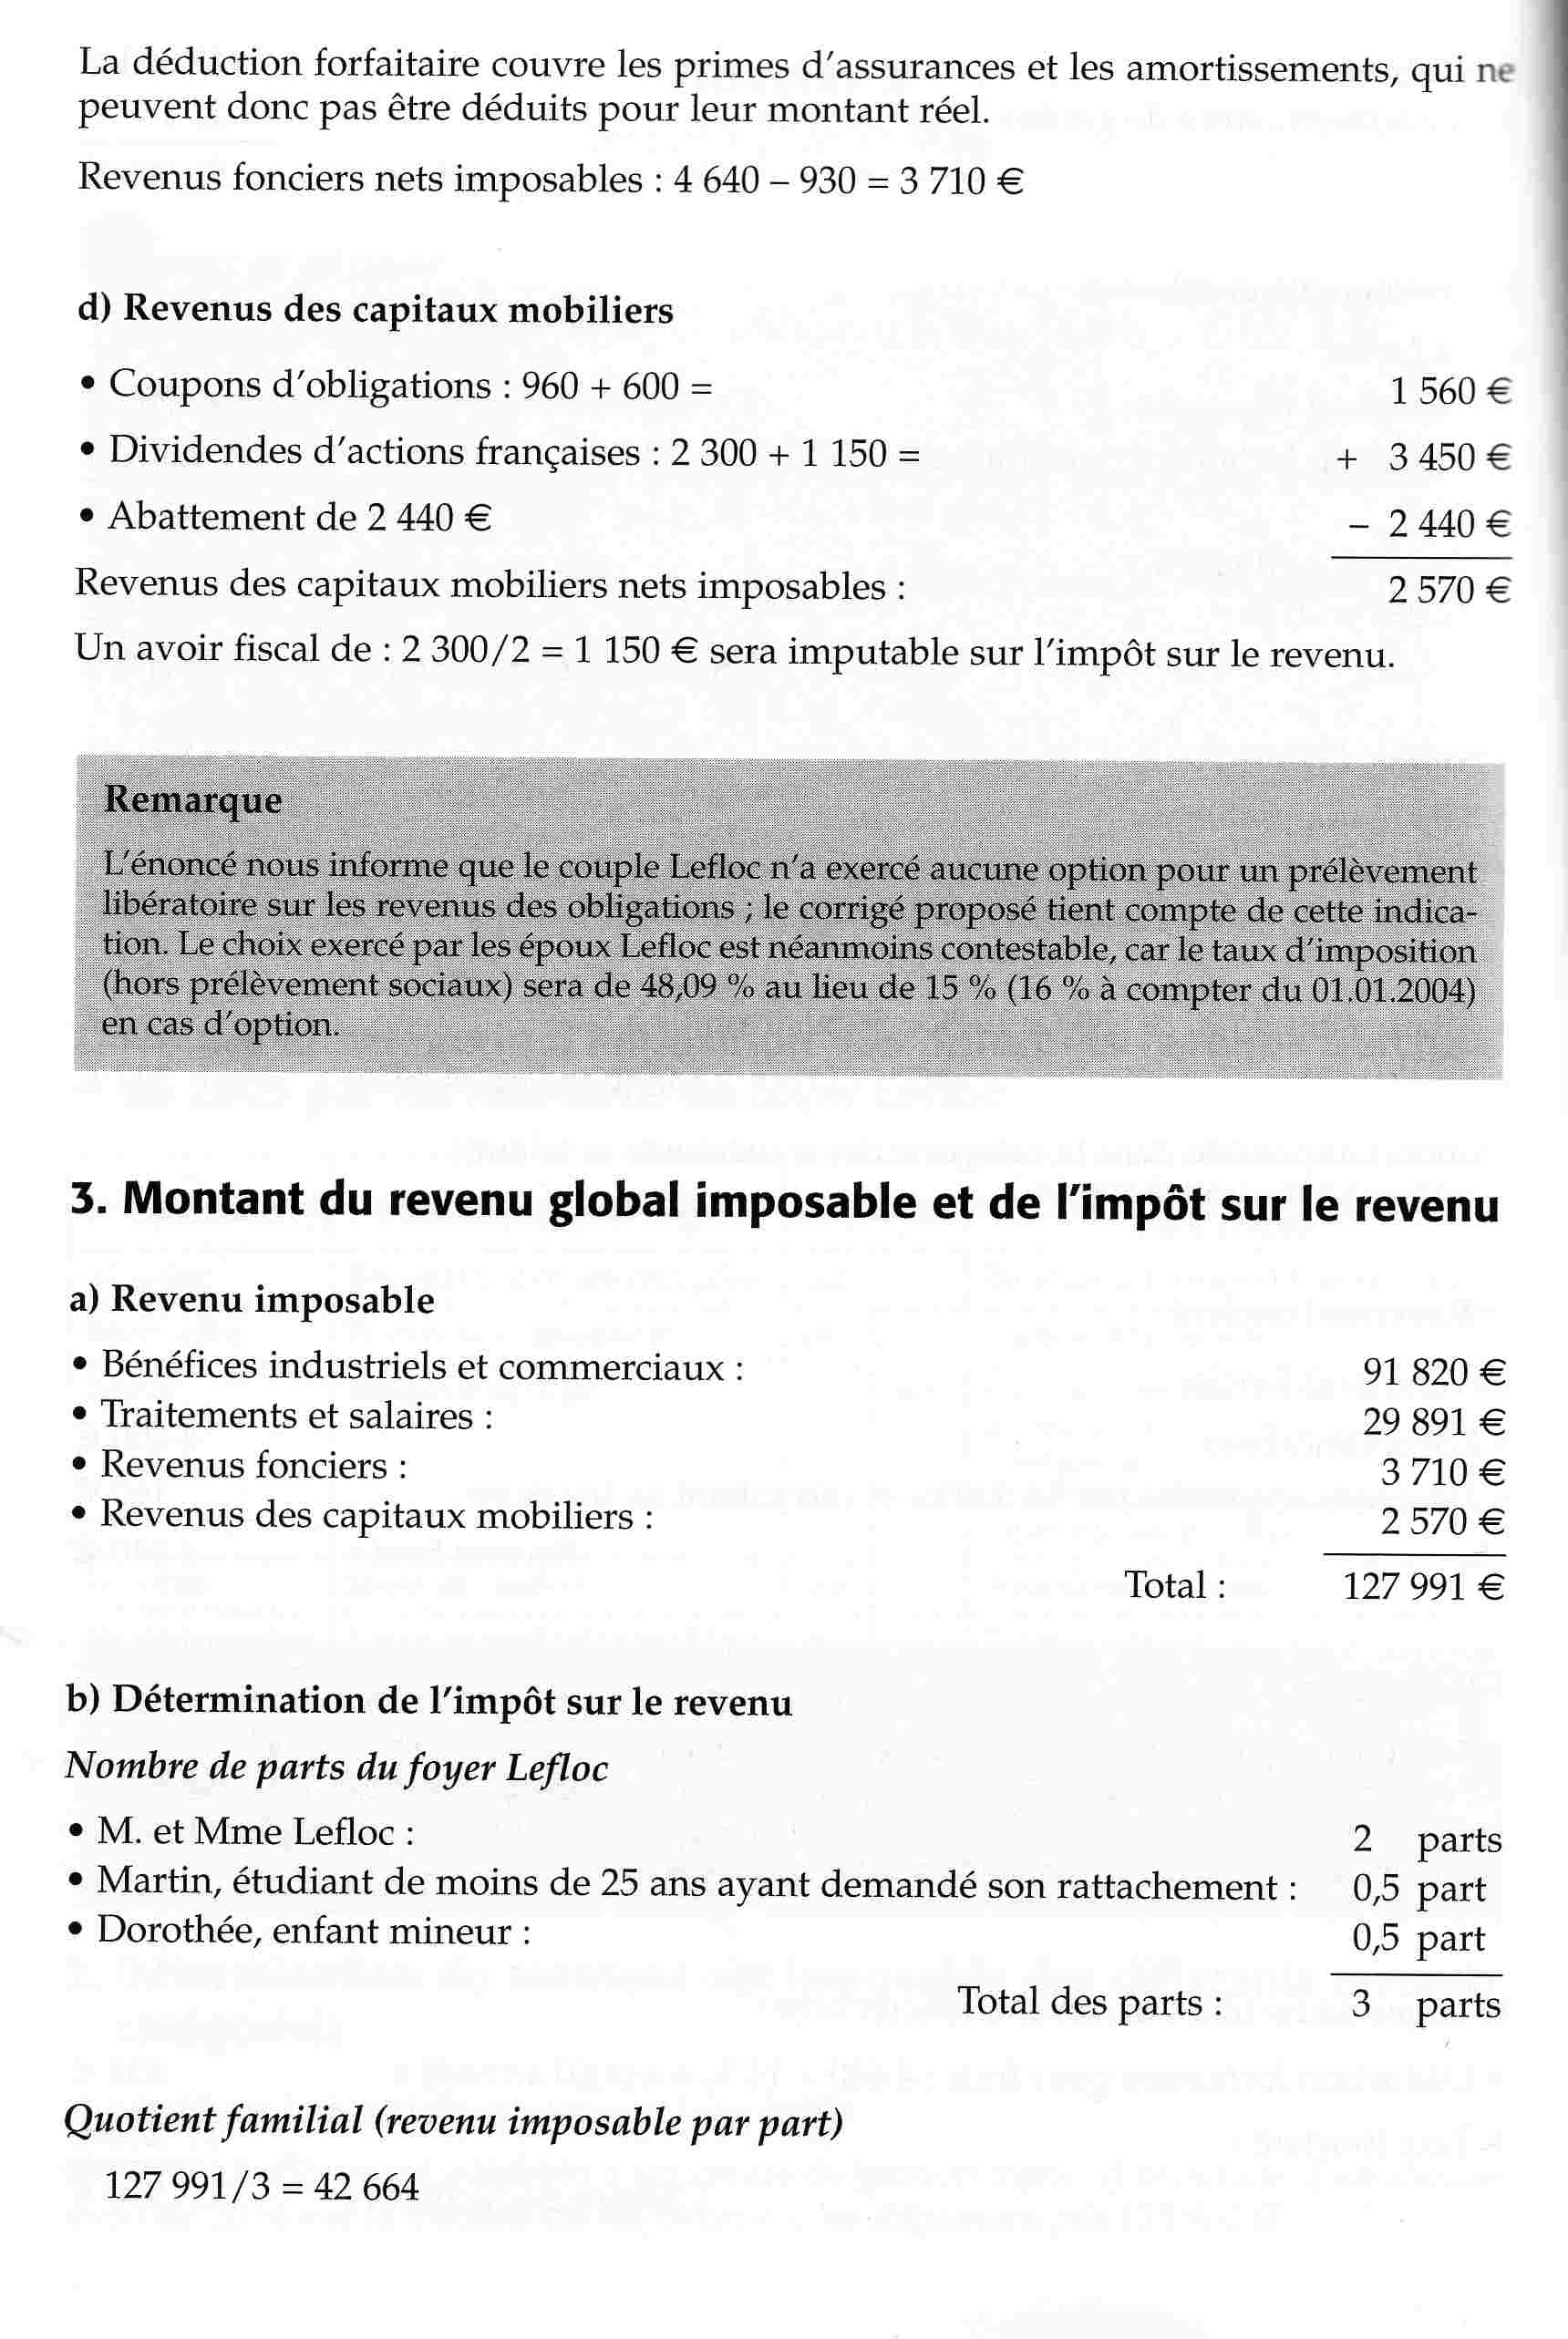 La déduction forfaitaire couvre les primes d'assurances et les amortissements, qui ne
peuvent donc pas être déduits pour leur montant réel.
Revenus fonciers nets imposables : 4 640 – 930 = 3 710 €
d) Revenus des capitaux mobiliers
• Coupons d'obligations : 960 + 600 = 1 560 €
• Dividendes d'actions françaises : 2 300 + 1 150 = + 3 450 €
• Abattement de 2 440 € – 2 440 €
Revenus des capitaux mobiliers nets imposables : 2 570 €
Un avoir fiscal de : 2 300/2 = 1 150 € sera imputable sur l'impôt sur le revenu.
Remarque
L'énoncé nous informe que le couple Lefloc n'a exercé aucune option pour un prélèvement
libératoire sur les revenus des obligations ; le corrigé proposé tient compte de cette indica-
tion. Le choix exercé par les époux Lefloc est néanmoins contestable, car le taux d'imposition
(hors prélèvement sociaux) sera de 48,09 % au lieu de 15 % (16 % à compter du 01.01.2004)
en cas d'option.
3. Montant du revenu global imposable et de l'impôt sur le revenu
a) Revenu imposable
• Bénéfices industriels et commerciaux : 91 820 €
• Traitements et salaires : 29 891 €
• Revenus fonciers : 3 710 €
• Revenus des capitaux mobiliers : 2 570 €
Total : 127 991 €
b) Détermination de l'impôt sur le revenu
Nombre de parts du foyer Lefloc
• M. et Mme Lefloc : 2 parts
• Martin, étudiant de moins de 25 ans ayant demandé son rattachement : 0,5 part
• Dorothée, enfant mineur : 0,5 part
Total des parts : 3 parts
Quotient familial (revenu imposable par part)
127 991/3 = 42 664